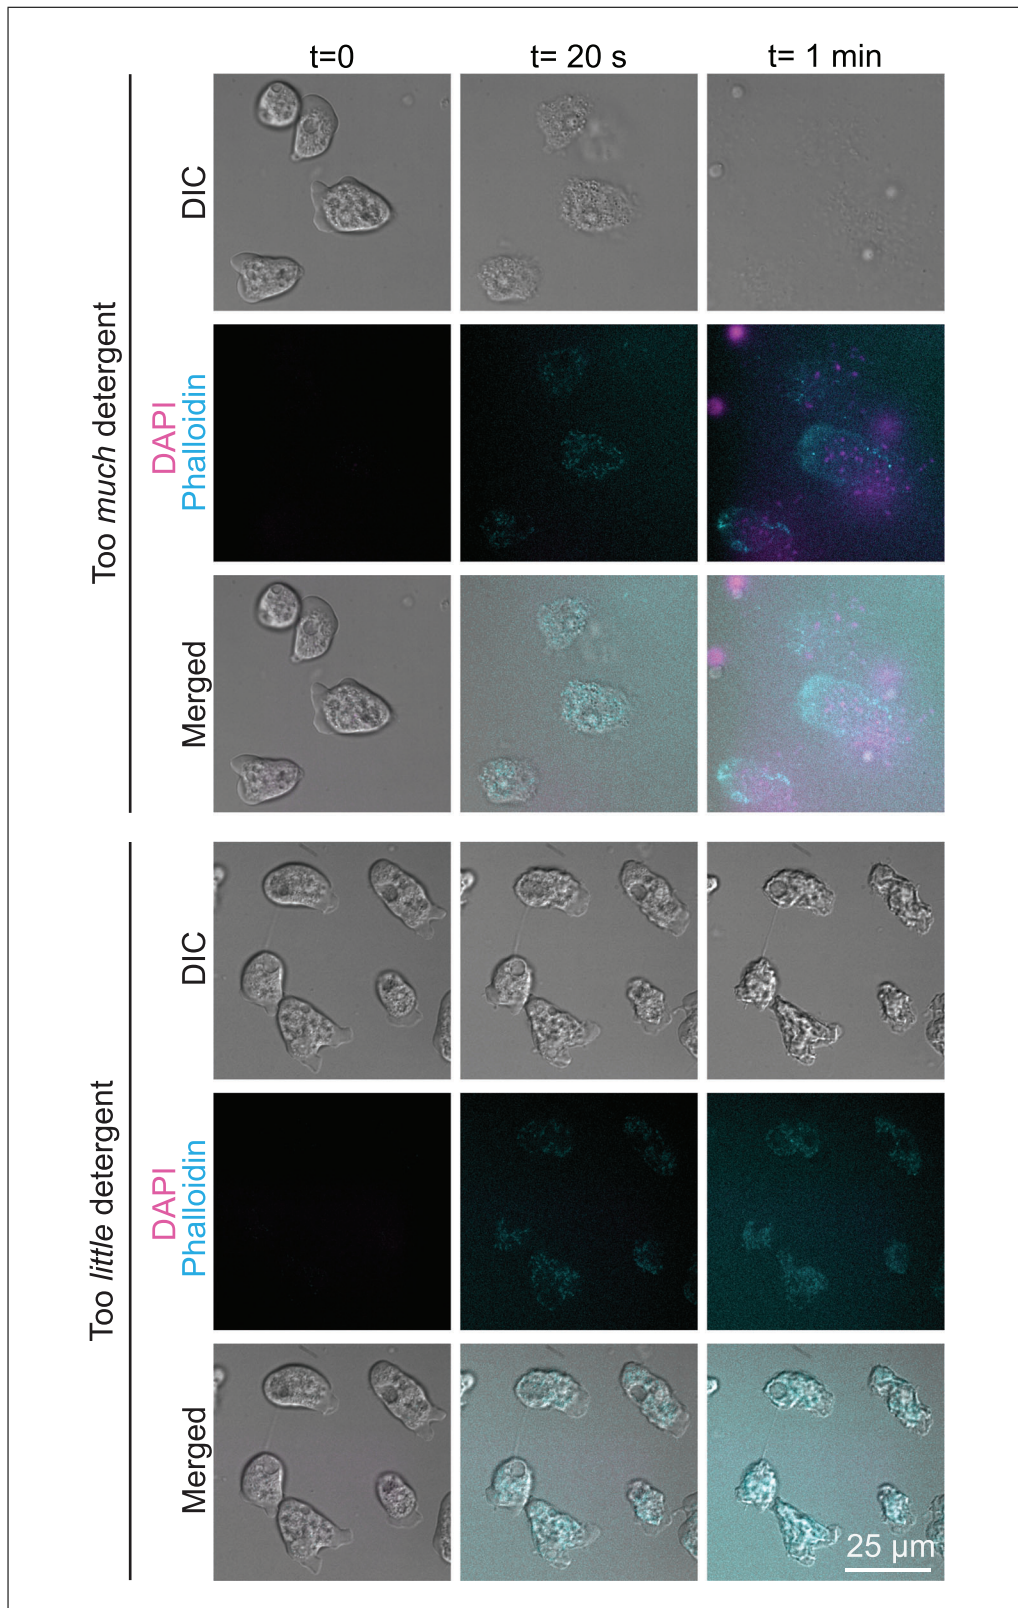 t=0
t= 20 s
t= 1 min
Too much detergent
DIC
DAPI
Phalloidin
Merged
Too little detergent
DIC
DAPI
Phalloidin
Merged
25 μm